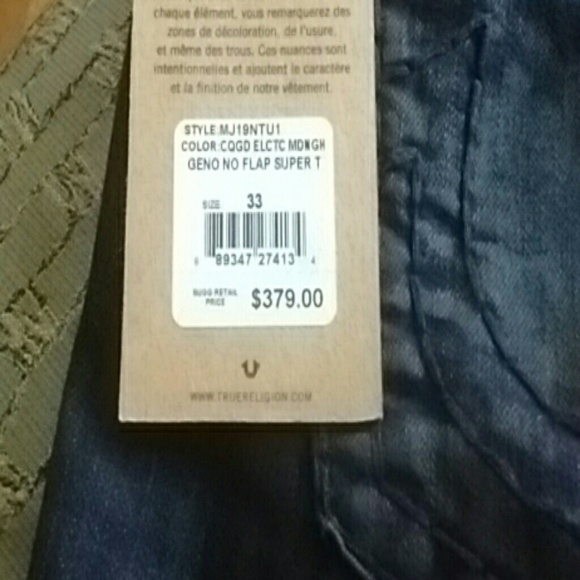 chaque élément, vous remarquerez des
zones de décoloration, de l'usure,
et même des trous. Ces nuances sont
intentionnelles et ajoutent le caractère
et la finition de notre vêtement.
STYLE:MJ19NTU1
COLOR:CQGD ELCTC MDNGH
GENO NO FLAP SUPER T
SIZE 33
8 89347 27413 4
SUGG RETAIL PRICE $379.00
WWW.TRUERELIGION.COM